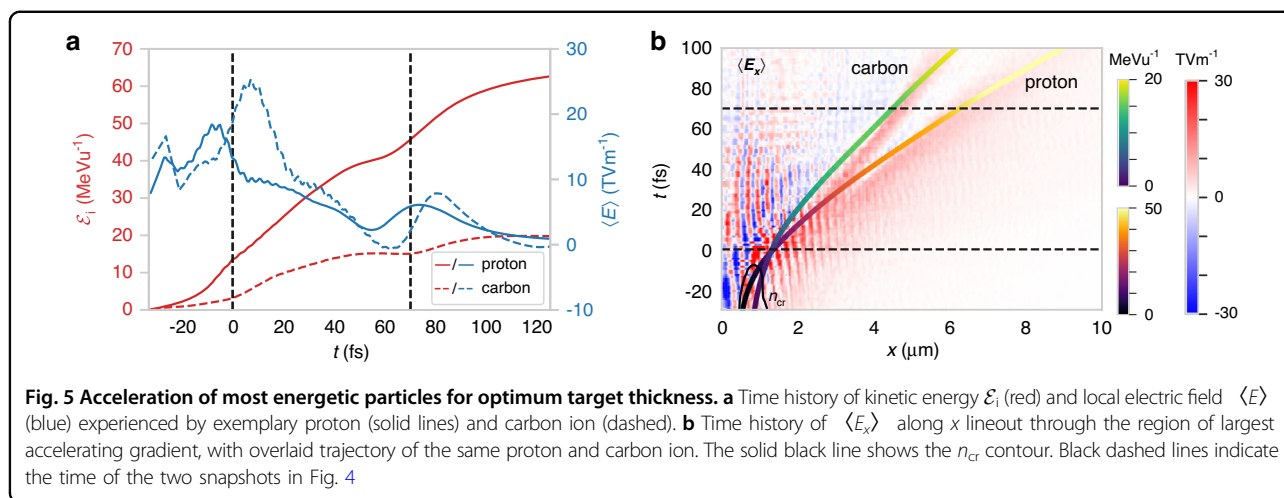 a
70
60
50
40
30
20
10
0
ℰi (MeVu-1)
30
20
10
0
-10
⟨E⟩ (TVm-1)
-20 0 20 40 60 80 100 120
t (fs)
/ proton
/ carbon
b
100
80
60
40
20
0
-20
t (fs)
⟨Ex⟩
carbon
proton
ncr
0 2 4 6 8 10
x (μm)
MeVu-1
20
0
50
0
TVm-1
30
0
-30
Fig. 5 Acceleration of most energetic particles for optimum target thickness. a Time history of kinetic energy ℰi (red) and local electric field ⟨E⟩
(blue) experienced by exemplary proton (solid lines) and carbon ion (dashed). b Time history of ⟨Ex⟩ along x lineout through the region of largest
accelerating gradient, with overlaid trajectory of the same proton and carbon ion. The solid black line shows the ncr contour. Black dashed lines indicate
the time of the two snapshots in Fig. 4